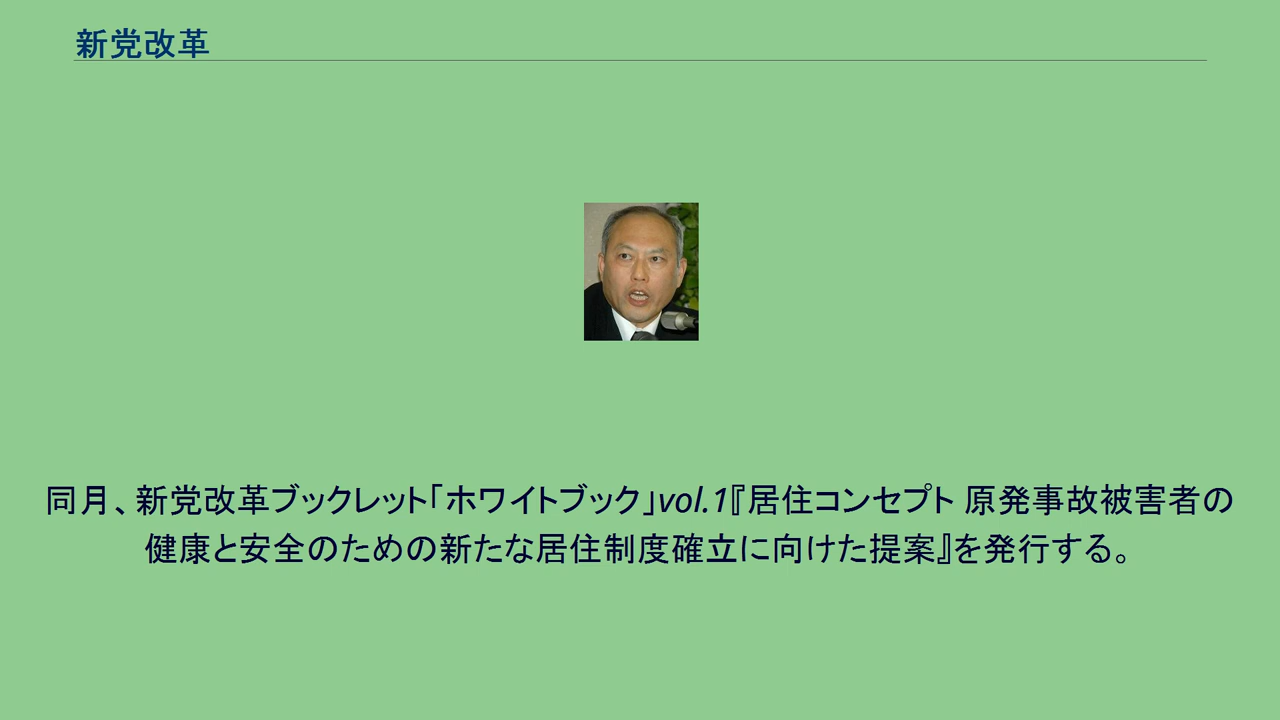 新党改革
同月、新党改革ブックレット「ホワイトブック」vol.1『居住コンセプト 原発事故被害者の
健康と安全のための新たな居住制度確立に向けた提案』を発行する。